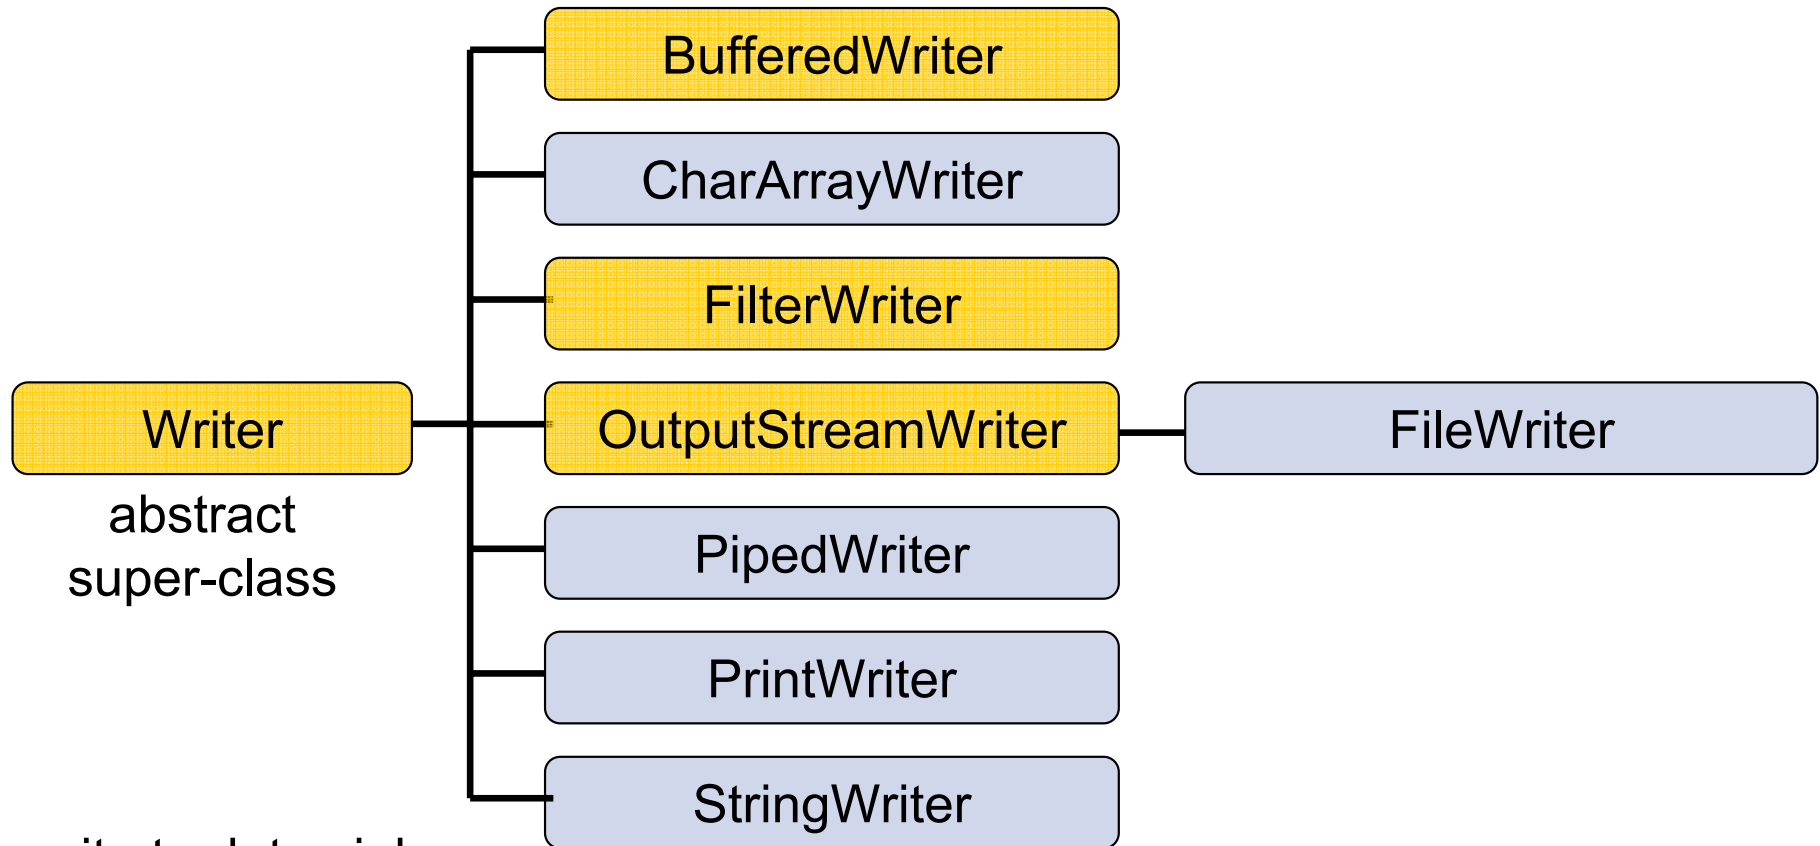 BufferedWriter
CharArrayWriter
FilterWriter
Writer
OutputStreamWriter
FileWriter
abstract
super-class
PipedWriter
PrintWriter
StringWriter